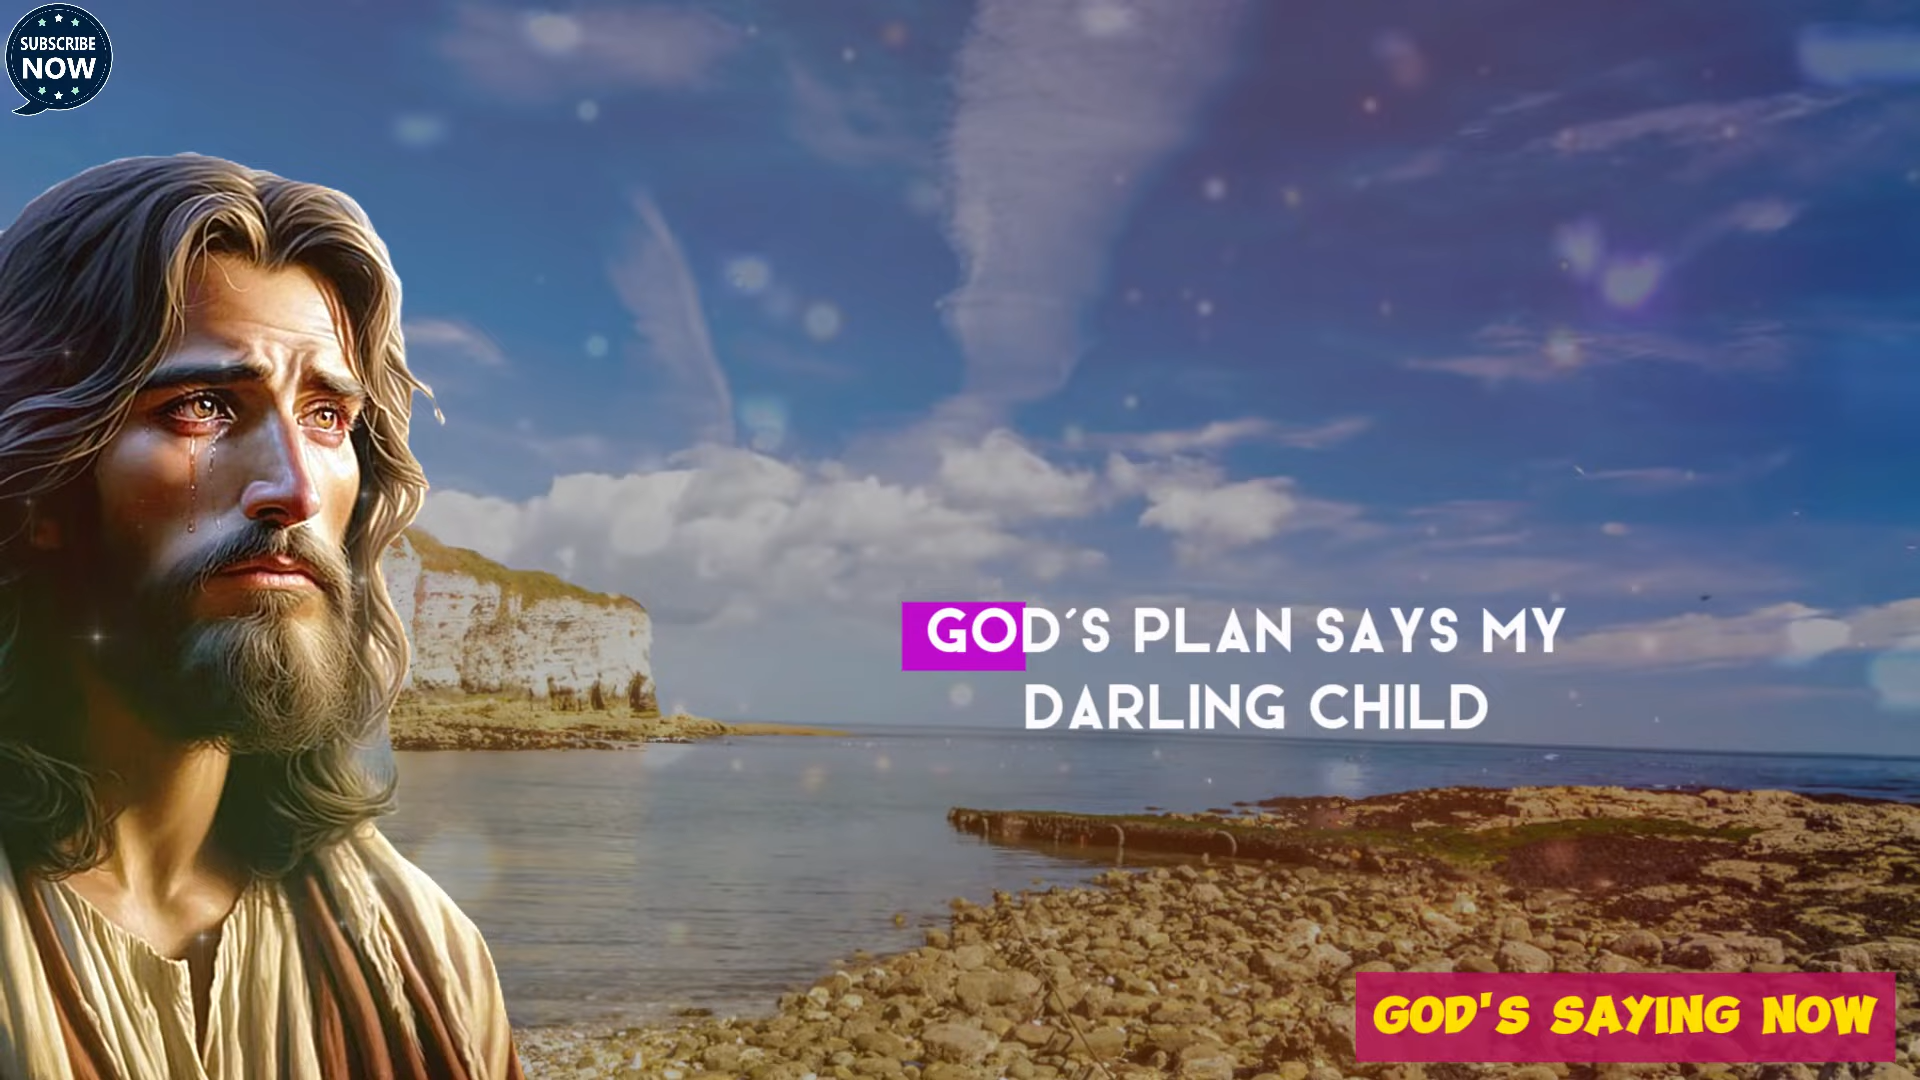 SUBSCRIBE
NOW
GOD´S PLAN SAYS MY
DARLING CHILD
GOD'S SAYING NOW